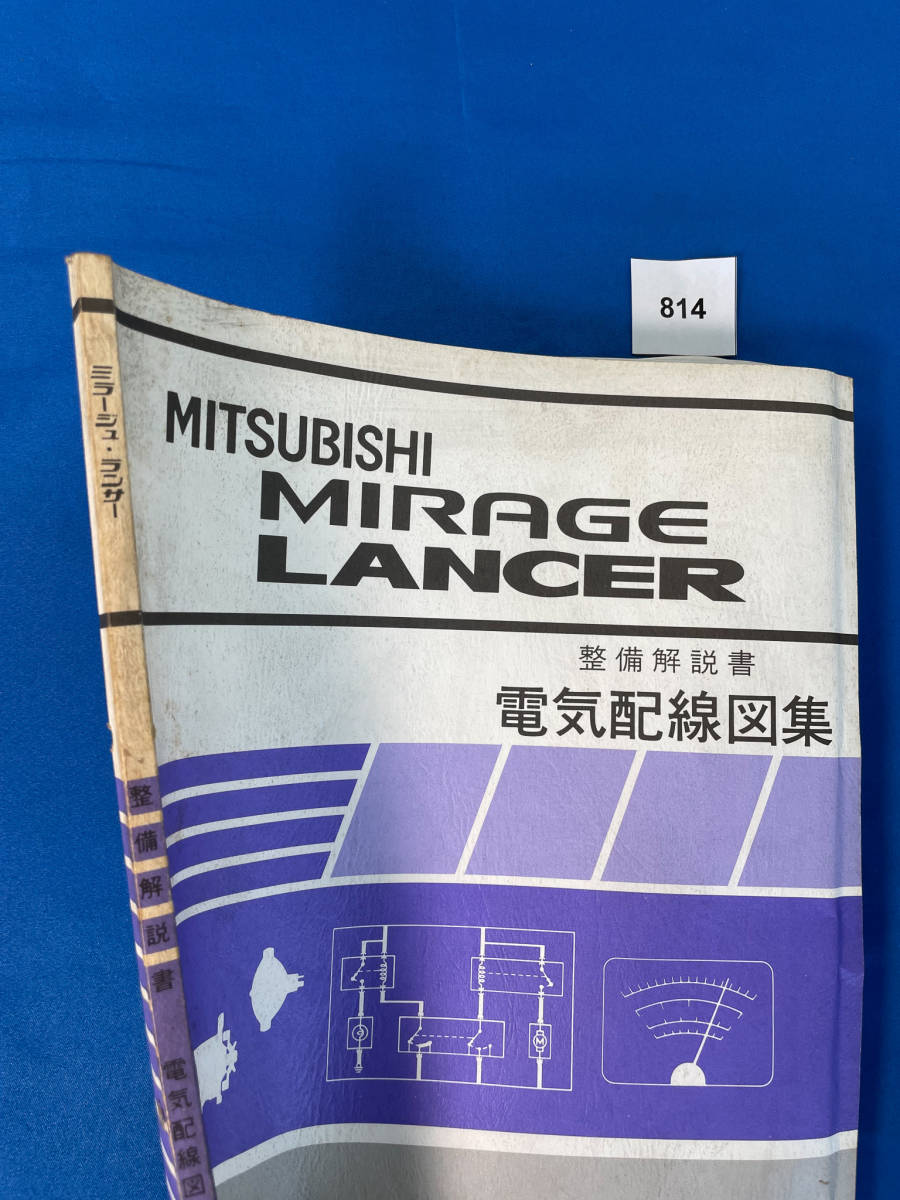 814
MITSUBISHI
MIRAGE
LANCER
整備解説書
電気配線図集
ミラージュ・ランサー
整備解説書 電気配線図
M